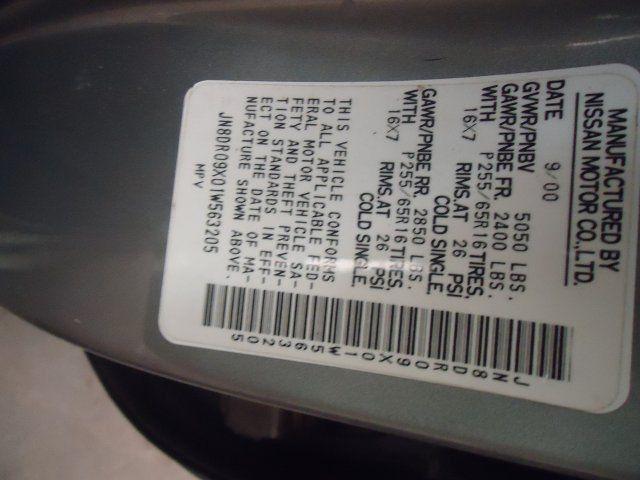 MANUFACTURED BY
NISSAN MOTOR CO.,LTD.
DATE 9/00
GVWR/PNBV 5050 LBS.
GAWR/PNBE FR. 2400 LBS.
WITH P255/65R16 TIRES,
16X7 RIMS,AT 26 PSI
COLD SINGLE,
GAWR/PNBE RR. 2850 LBS.
WITH P255/65R16 TIRES,
16X7 RIMS,AT 26 PSI
COLD SINGLE,
THIS VEHICLE CONFORMS
TO ALL APPLICABLE FED-
ERAL MOTOR VEHICLE SA-
FETY AND THEFT PREVEN-
TION STANDARDS IN EFF-
ECT ON THE DATE OF MA-
NUFACTURE SHOWN ABOVE.
JN8DR09X01W563205
MPV
JN8DR09X01W563205